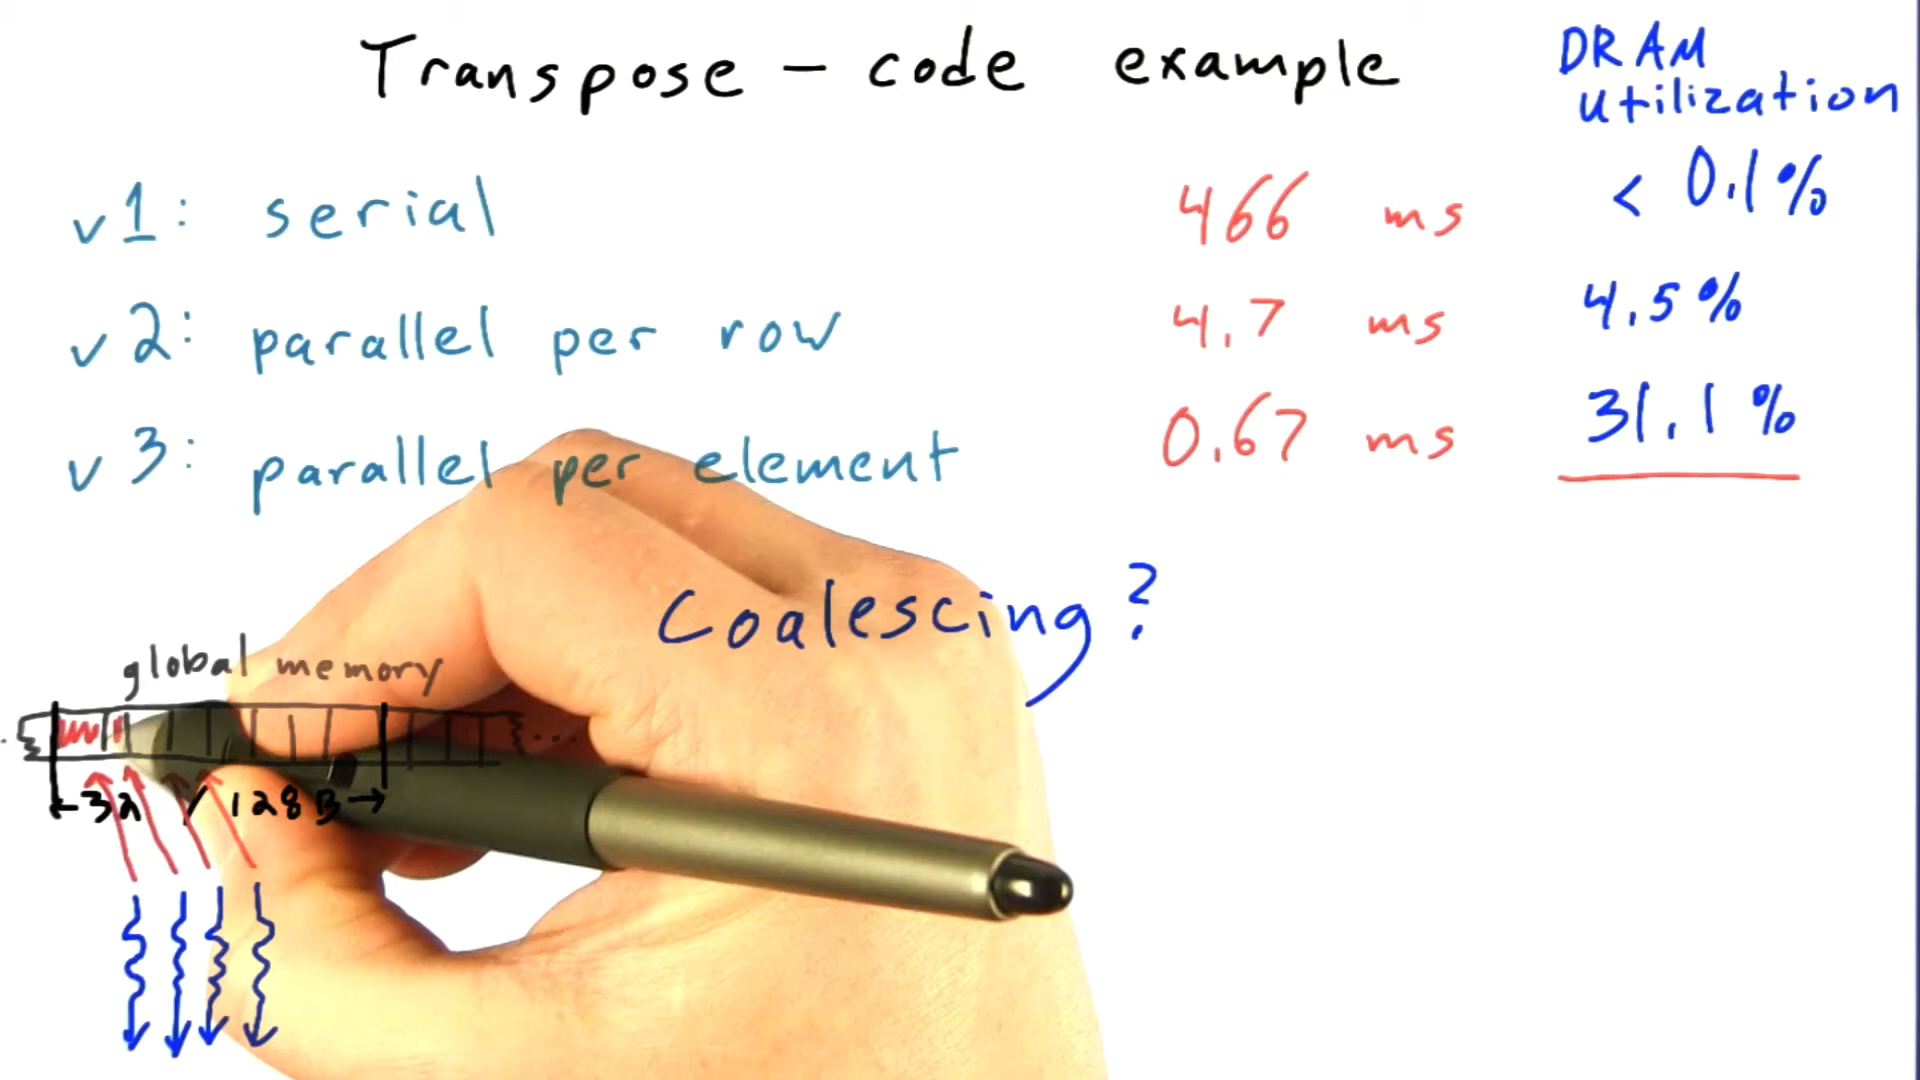 Transpose – code example
DRAM
utilization
v1: serial 466 ms < 0.1%
v2: parallel per row 4.7 ms 4.5%
v3: parallel per element 0.67 ms 31.1%
Coalescing?
global memory
...
32 / 128B